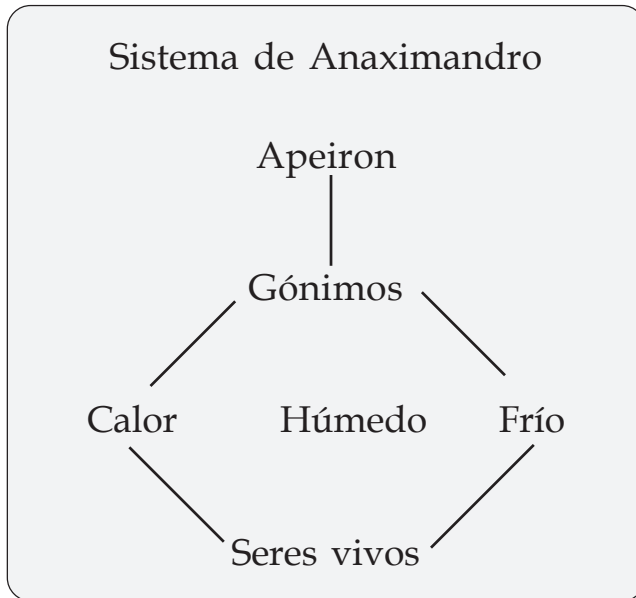 Sistema de Anaximandro
Apeiron
Gónimos
Calor Húmedo Frío
Seres vivos